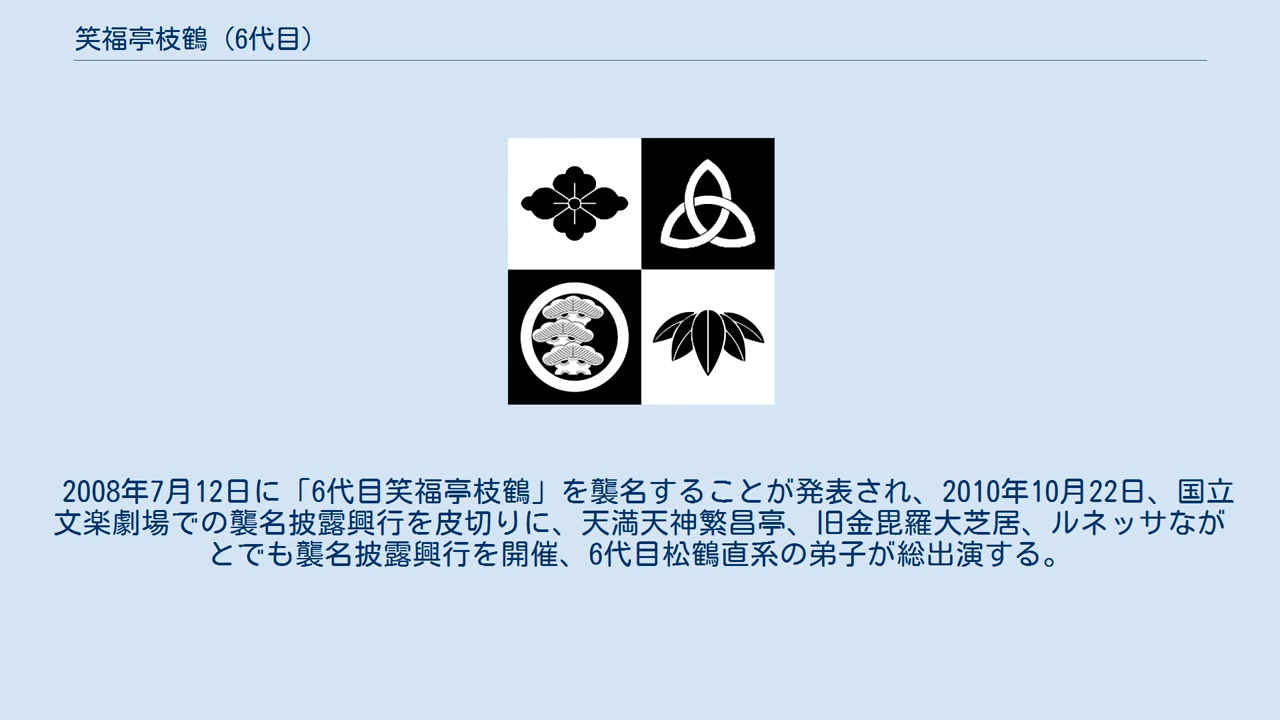 笑福亭枝鶴（6代目）
2008年7月12日に「6代目笑福亭枝鶴」を襲名することが発表され、2010年10月22日、国立
文楽劇場での襲名披露興行を皮切りに、天満天神繁昌亭、旧金毘羅大芝居、ルネッサなが
とでも襲名披露興行を開催、6代目松鶴直系の弟子が総出演する。